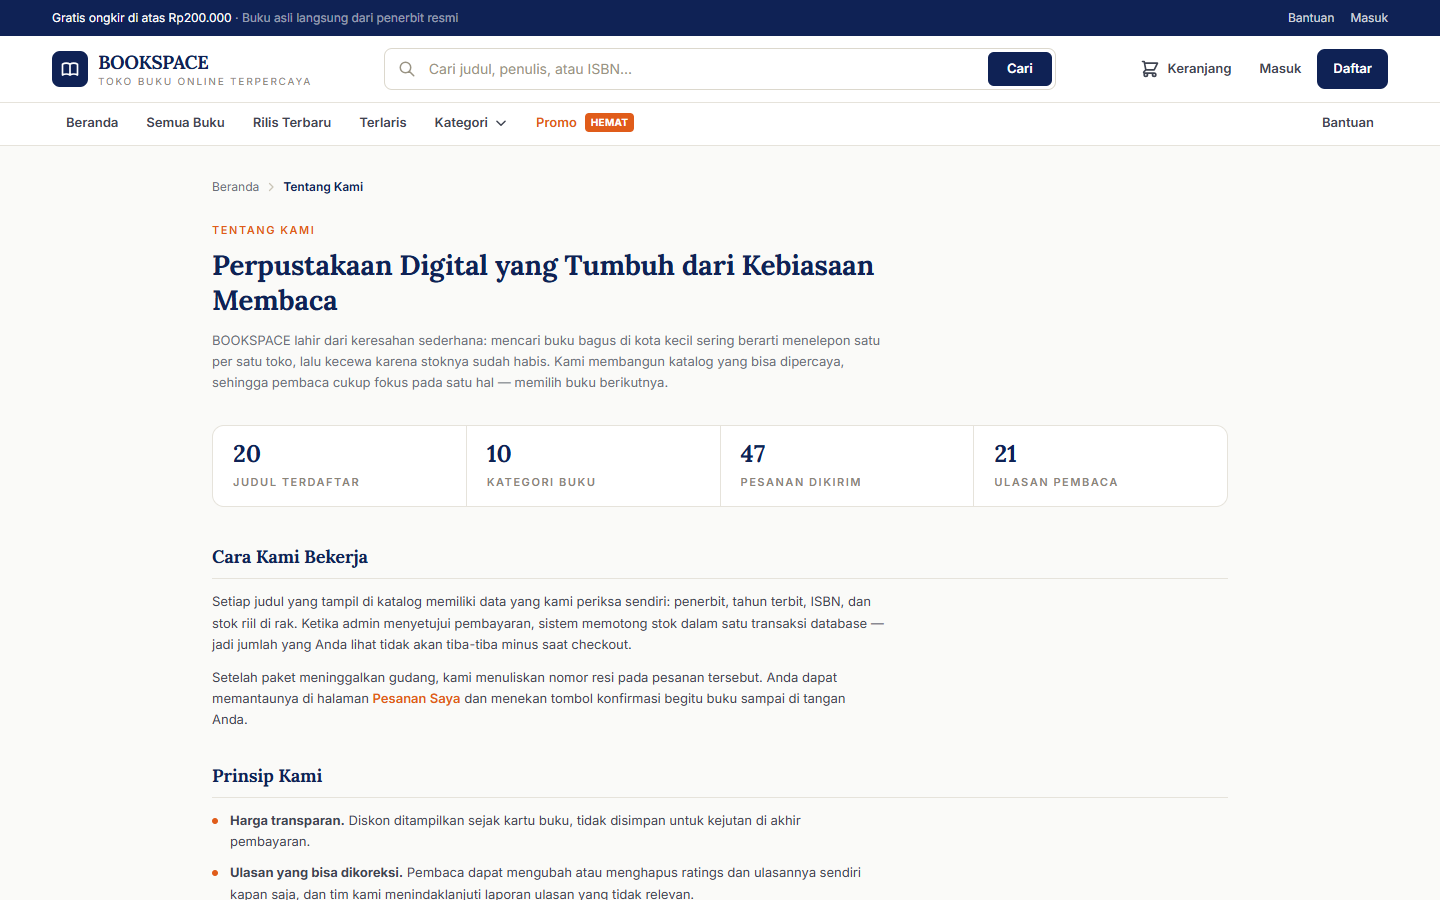 Gratis ongkir di atas Rp200.000 · Buku asli langsung dari penerbit resmi
Bantuan
Masuk
BOOKSPACE
TOKO BUKU ONLINE TERPERCAYA
Cari judul, penulis, atau ISBN...
Cari
Keranjang
Masuk
Daftar
Beranda
Semua Buku
Rilis Terbaru
Terlaris
Kategori
Promo
HEMAT
Bantuan
Beranda
Tentang Kami
TENTANG KAMI
Perpustakaan Digital yang Tumbuh dari Kebiasaan
Membaca
BOOKSPACE lahir dari keresahan sederhana: mencari buku bagus di kota kecil sering berarti menelepon satu
per satu toko, lalu kecewa karena stoknya sudah habis. Kami membangun katalog yang bisa dipercaya,
sehingga pembaca cukup fokus pada satu hal — memilih buku berikutnya.
20
JUDUL TERDAFTAR
10
KATEGORI BUKU
47
PESANAN DIKIRIM
21
ULASAN PEMBACA
Cara Kami Bekerja
Setiap judul yang tampil di katalog memiliki data yang kami periksa sendiri: penerbit, tahun terbit, ISBN, dan
stok riil di rak. Ketika admin menyetujui pembayaran, sistem memotong stok dalam satu transaksi database —
jadi jumlah yang Anda lihat tidak akan tiba-tiba minus saat checkout.
Setelah paket meninggalkan gudang, kami menuliskan nomor resi pada pesanan tersebut. Anda dapat
memantaunya di halaman Pesanan Saya dan menekan tombol konfirmasi begitu buku sampai di tangan
Anda.
Prinsip Kami
Harga transparan. Diskon ditampilkan sejak kartu buku, tidak disimpan untuk kejutan di akhir
pembayaran.
Ulasan yang bisa dikoreksi. Pembaca dapat mengubah atau menghapus ratings dan ulasannya sendiri
kapan saja, dan tim kami menindaklanjuti laporan ulasan yang tidak relevan.